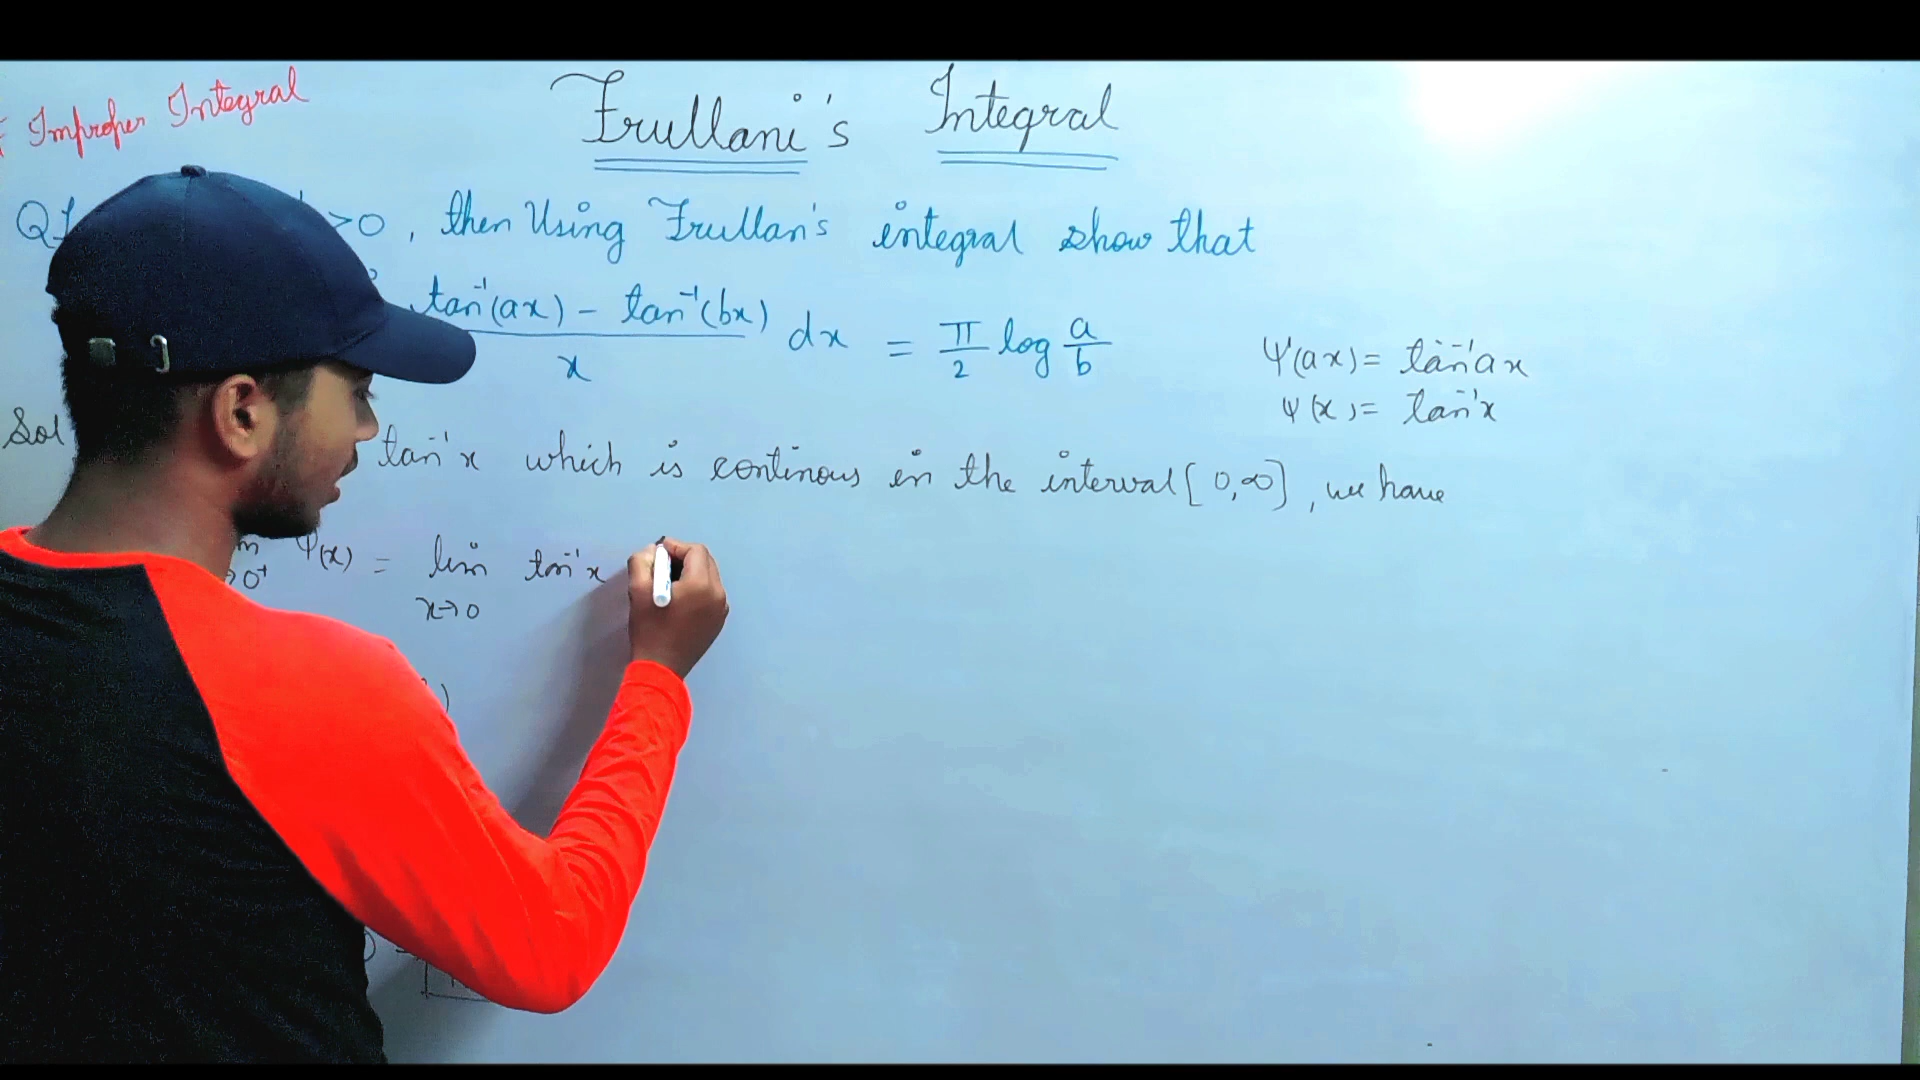 Improper Integral
Frullani's Integral
Q1 >0, then Using Frullan's integral show that
tan⁻¹(ax) - tan⁻¹(bx)
x
dx = π/2 log a/b
Ψ(ax) = tan⁻¹ax
Ψ(x) = tan⁻¹x
Sol tan⁻¹x which is continous in the interval [0,∞], we have
Ψ(x) = lim tan⁻¹x
→0⁺ x→0